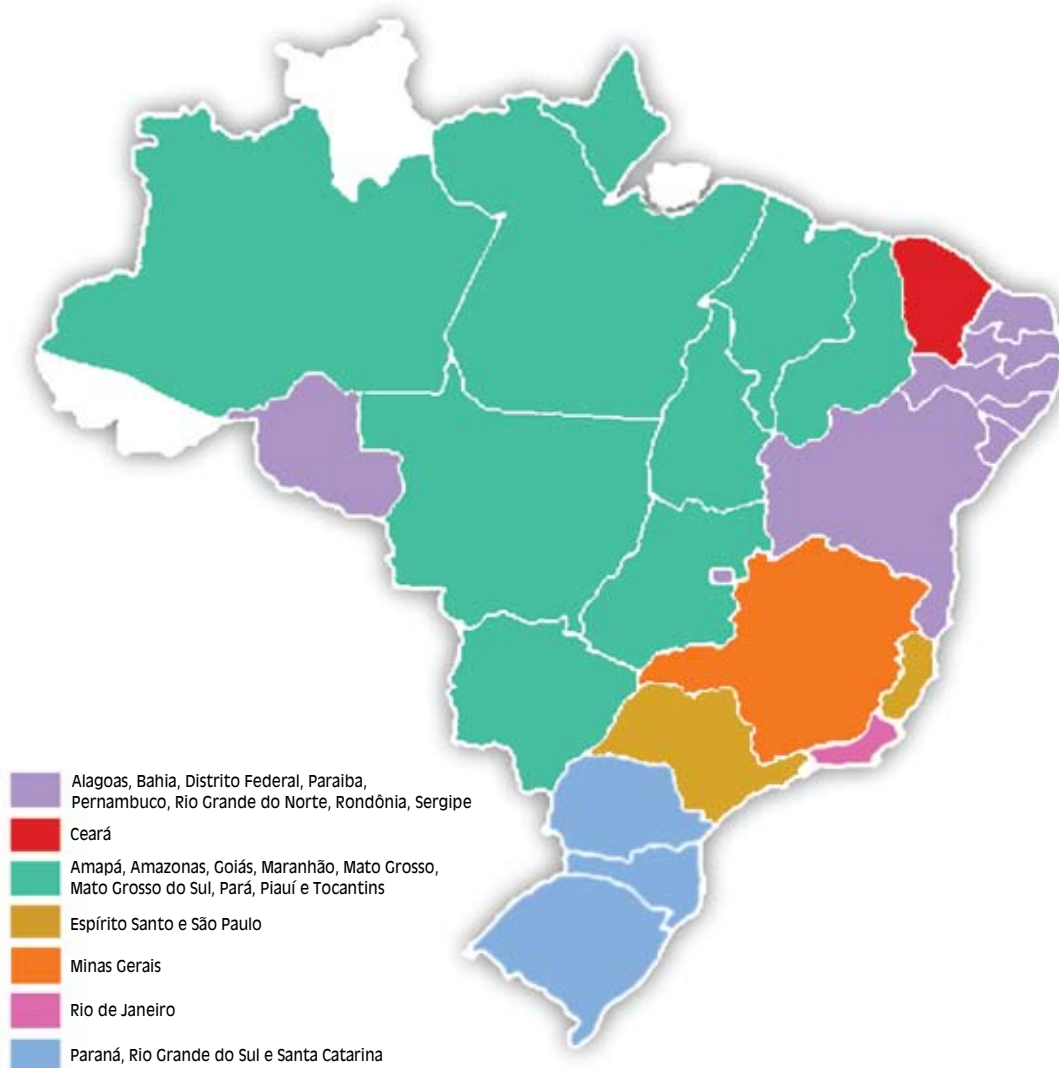 Alagoas, Bahia, Distrito Federal, Paraiba,
Pernambuco, Rio Grande do Norte, Rondônia, Sergipe
Ceará
Amapá, Amazonas, Goiás, Maranhão, Mato Grosso,
Mato Grosso do Sul, Pará, Piauí e Tocantins
Espírito Santo e São Paulo
Minas Gerais
Rio de Janeiro
Paraná, Rio Grande do Sul e Santa Catarina